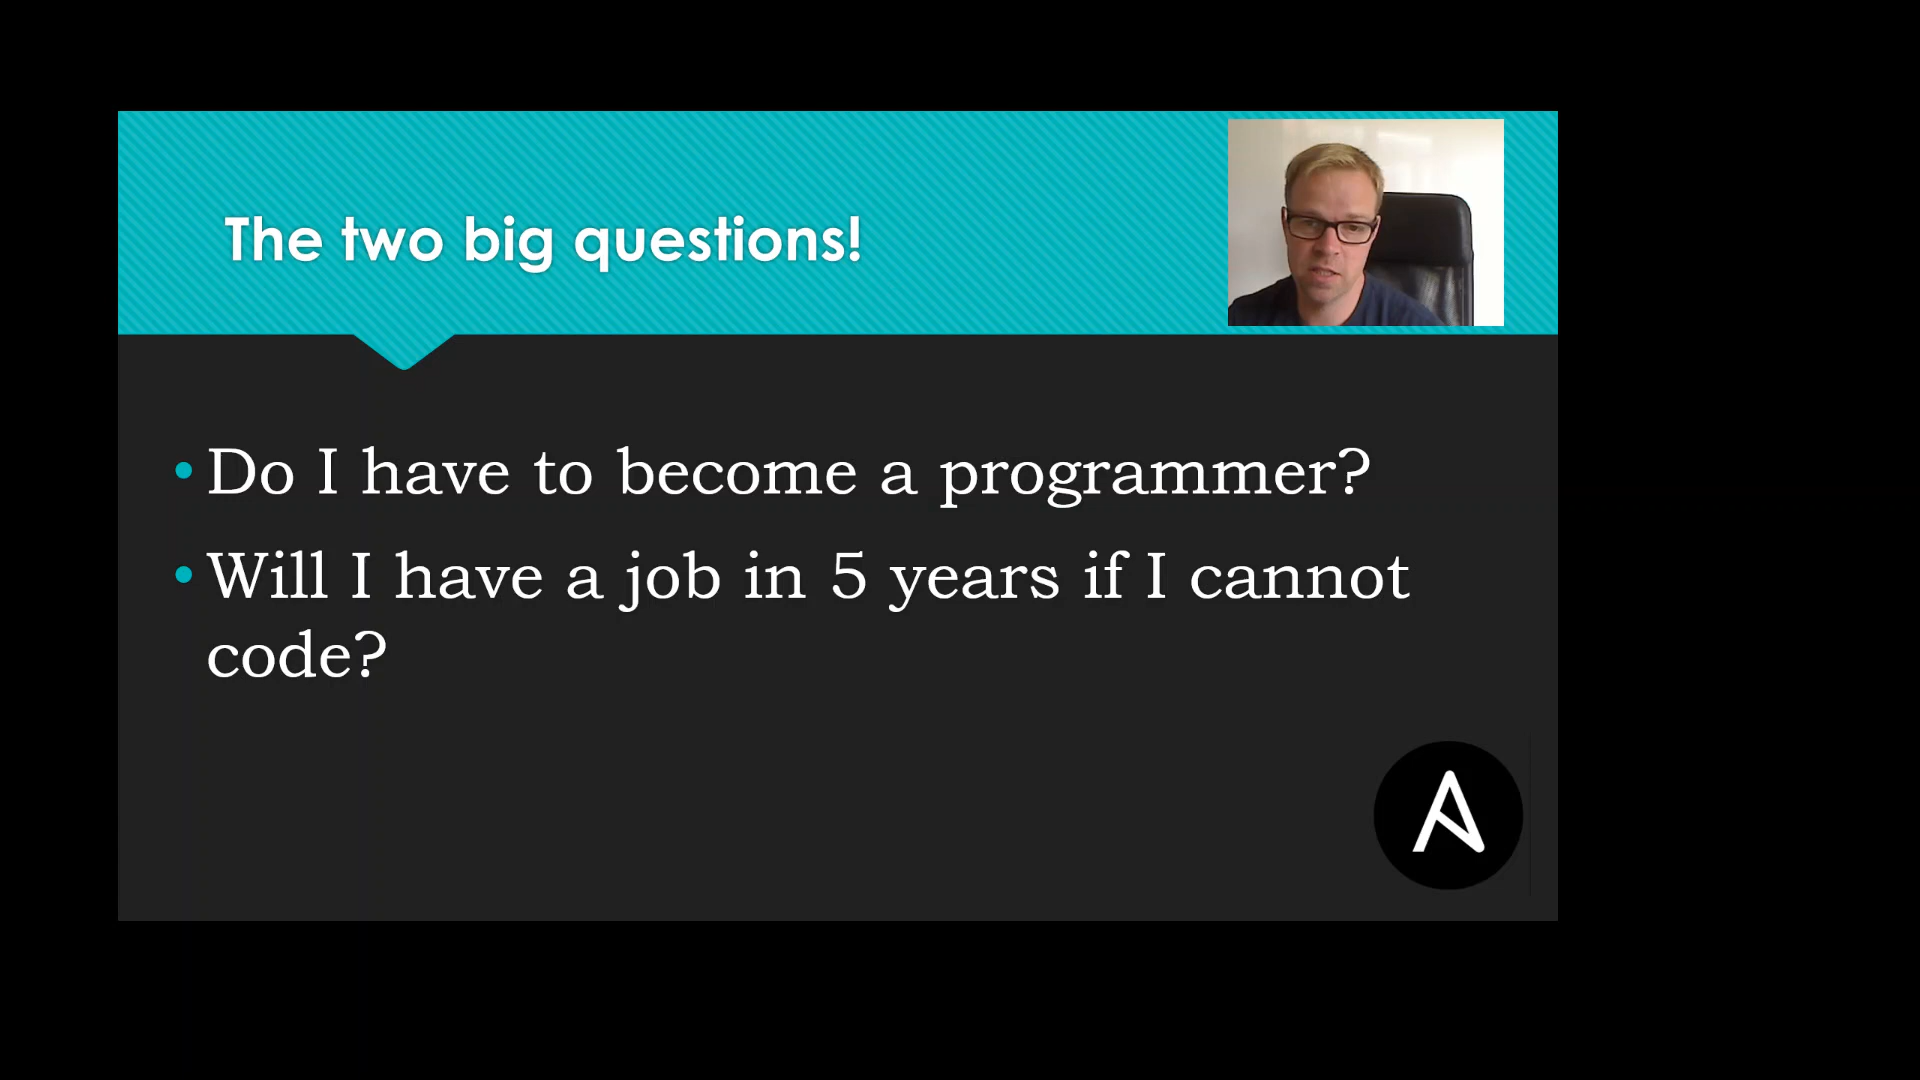 The two big questions!
• Do I have to become a programmer?
• Will I have a job in 5 years if I cannot
code?